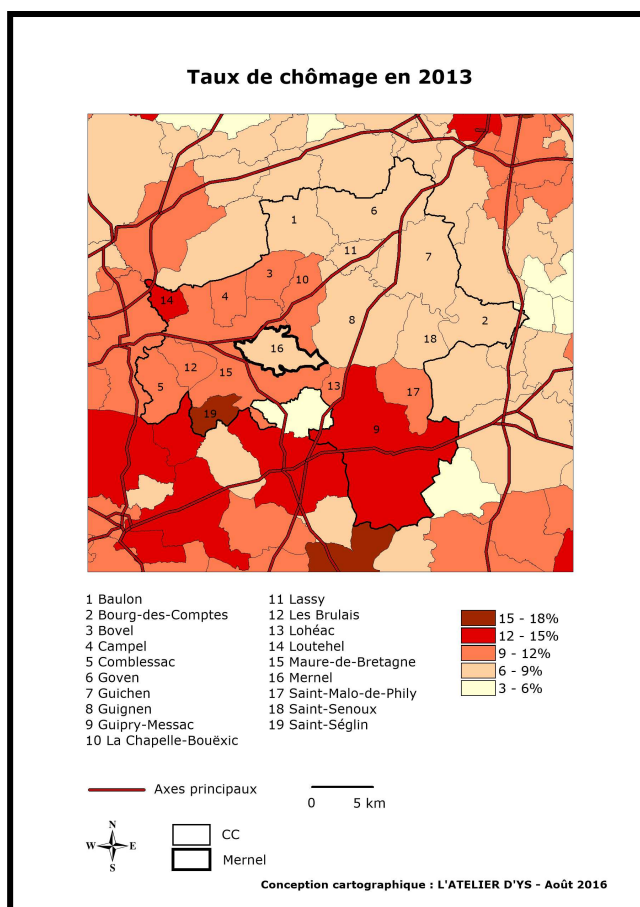 Taux de chômage en 2013
1
6
11
7
3
10
4
14
8
2
18
16
12
15
5
13
17
19
9
1 Baulon
2 Bourg-des-Comptes
3 Bovel
4 Campel
5 Comblessac
6 Goven
7 Guichen
8 Guignen
9 Guipry-Messac
10 La Chapelle-Bouëxic
11 Lassy
12 Les Brulais
13 Lohéac
14 Loutehel
15 Maure-de-Bretagne
16 Mernel
17 Saint-Malo-de-Phily
18 Saint-Senoux
19 Saint-Séglin
15 - 18%
12 - 15%
9 - 12%
6 - 9%
3 - 6%
Axes principaux
0 5 km
N
W E
S
CC
Mernel
Conception cartographique : L'ATELIER D'YS - Août 2016